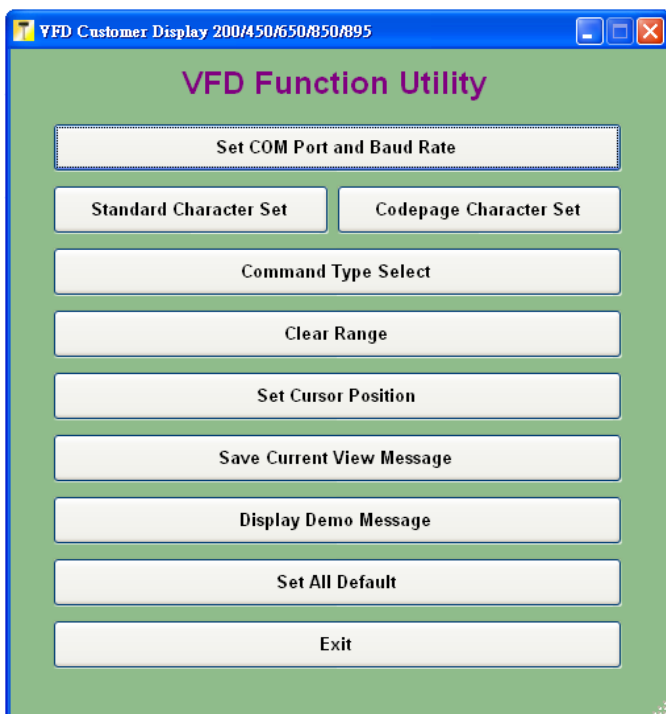 VFD Customer Display 200/450/650/850/895
VFD Function Utility
Set COM Port and Baud Rate
Standard Character Set
Codepage Character Set
Command Type Select
Clear Range
Set Cursor Position
Save Current View Message
Display Demo Message
Set All Default
Exit